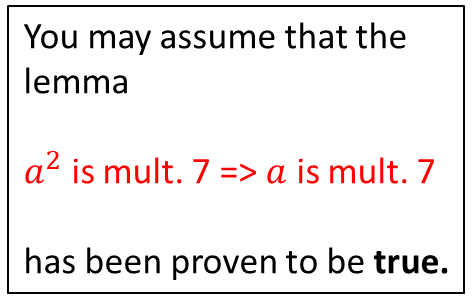 You may assume that the
lemma
a² is mult. 7 => a is mult. 7
has been proven to be true.